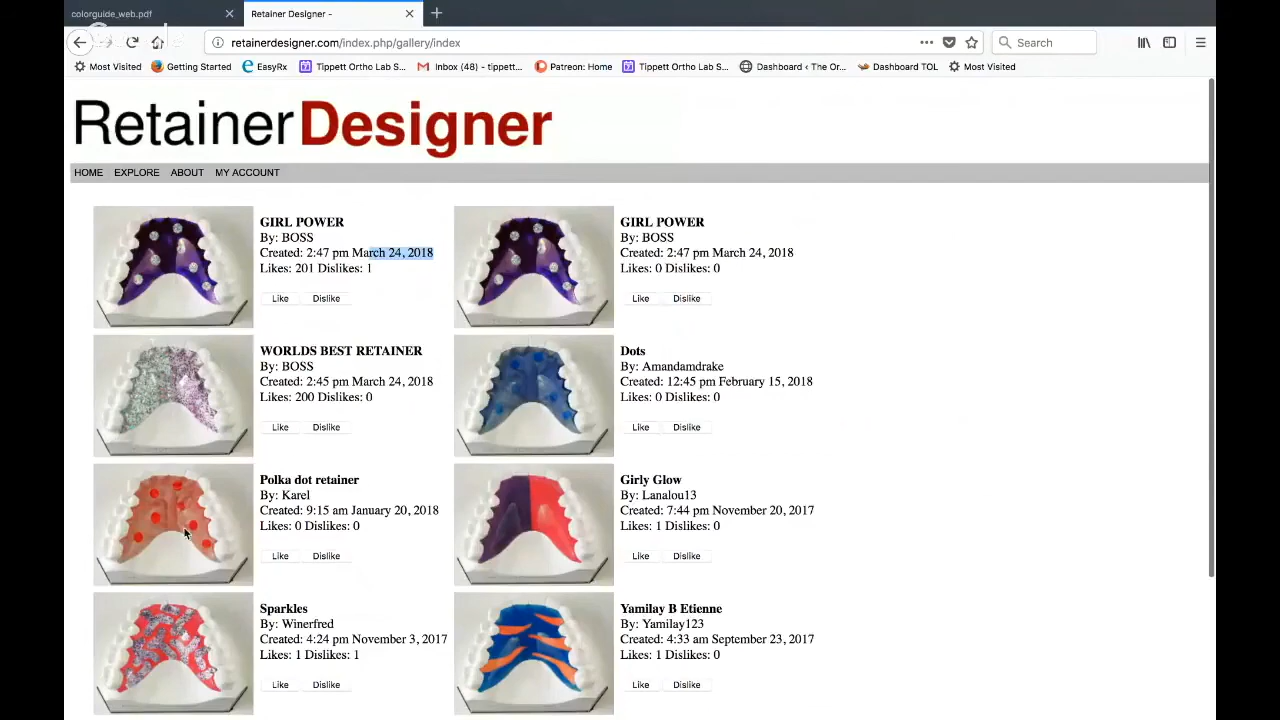 colorguide_web.pdf
Retainer Designer -
retainerdesigner.com/index.php/gallery/index
Search
Most Visited
Getting Started
EasyRx
Tippett Ortho Lab S...
Inbox (48) - tippett...
Patreon: Home
Tippett Ortho Lab S...
Dashboard ‹ The Or...
Dashboard TOL
Most Visited
RetainerDesigner
HOME EXPLORE ABOUT MY ACCOUNT
GIRL POWER
By: BOSS
Created: 2:47 pm March 24, 2018
Likes: 201 Dislikes: 1
Like Dislike
GIRL POWER
By: BOSS
Created: 2:47 pm March 24, 2018
Likes: 0 Dislikes: 0
Like Dislike
WORLDS BEST RETAINER
By: BOSS
Created: 2:45 pm March 24, 2018
Likes: 200 Dislikes: 0
Like Dislike
Dots
By: Amandamdrake
Created: 12:45 pm February 15, 2018
Likes: 0 Dislikes: 0
Like Dislike
Polka dot retainer
By: Karel
Created: 9:15 am January 20, 2018
Likes: 0 Dislikes: 0
Like Dislike
Girly Glow
By: Lanalou13
Created: 7:44 pm November 20, 2017
Likes: 1 Dislikes: 0
Like Dislike
Sparkles
By: Winerfred
Created: 4:24 pm November 3, 2017
Likes: 1 Dislikes: 1
Like Dislike
Yamilay B Etienne
By: Yamilay123
Created: 4:33 am September 23, 2017
Likes: 1 Dislikes: 0
Like Dislike